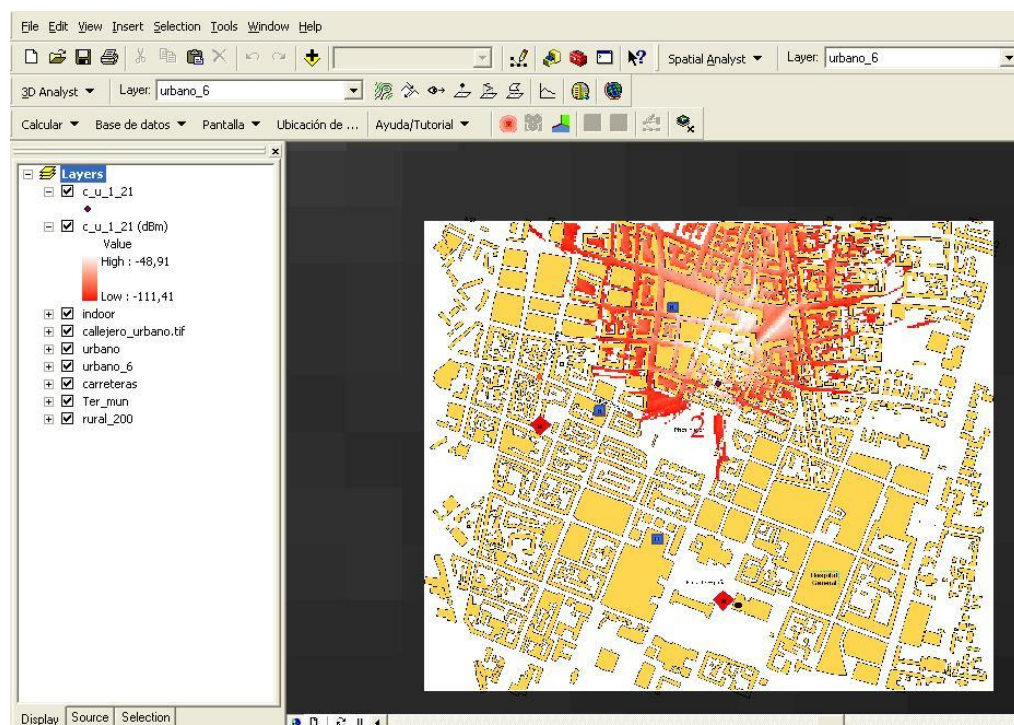 File Edit View Insert Selection Tools Window Help
Spatial Analyst Layer: urbano_6
3D Analyst Layer: urbano_6
Calcular Base de datos Pantalla Ubicación de ... Ayuda/Tutorial
Layers
c_u_1_21
c_u_1_21 (dBm)
Value
High : -48,91
Low : -111,41
indoor
callejero_urbano.tif
urbano
urbano_6
carreteras
Ter_mun
rural_200
2
Hospital
General
Display Source Selection